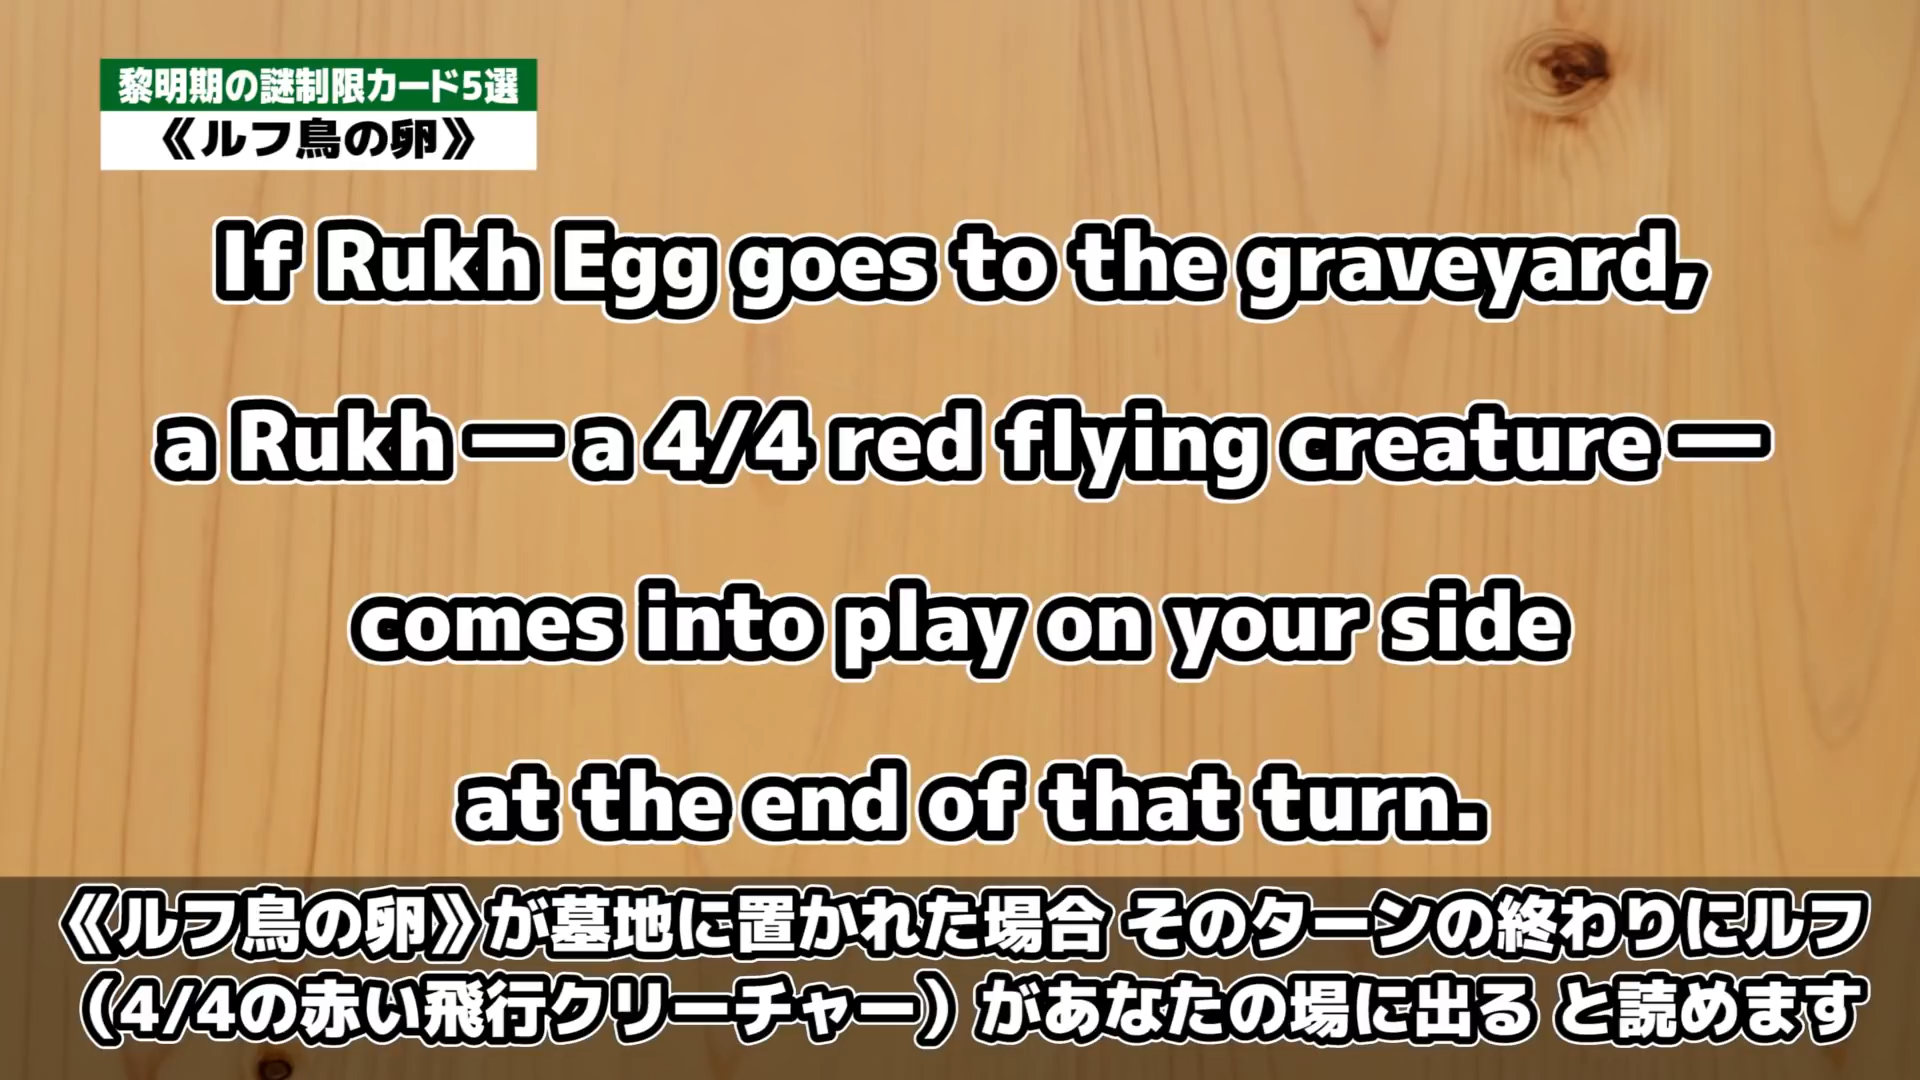 黎明期の謎制限カード5選
《ルフ鳥の卵》
If Rukh Egg goes to the graveyard,
a Rukh — a 4/4 red flying creature —
comes into play on your side
at the end of that turn.
《ルフ鳥の卵》が墓地に置かれた場合 そのターンの終わりにルフ
（4/4の赤い飛行クリーチャー）があなたの場に出る と読めます